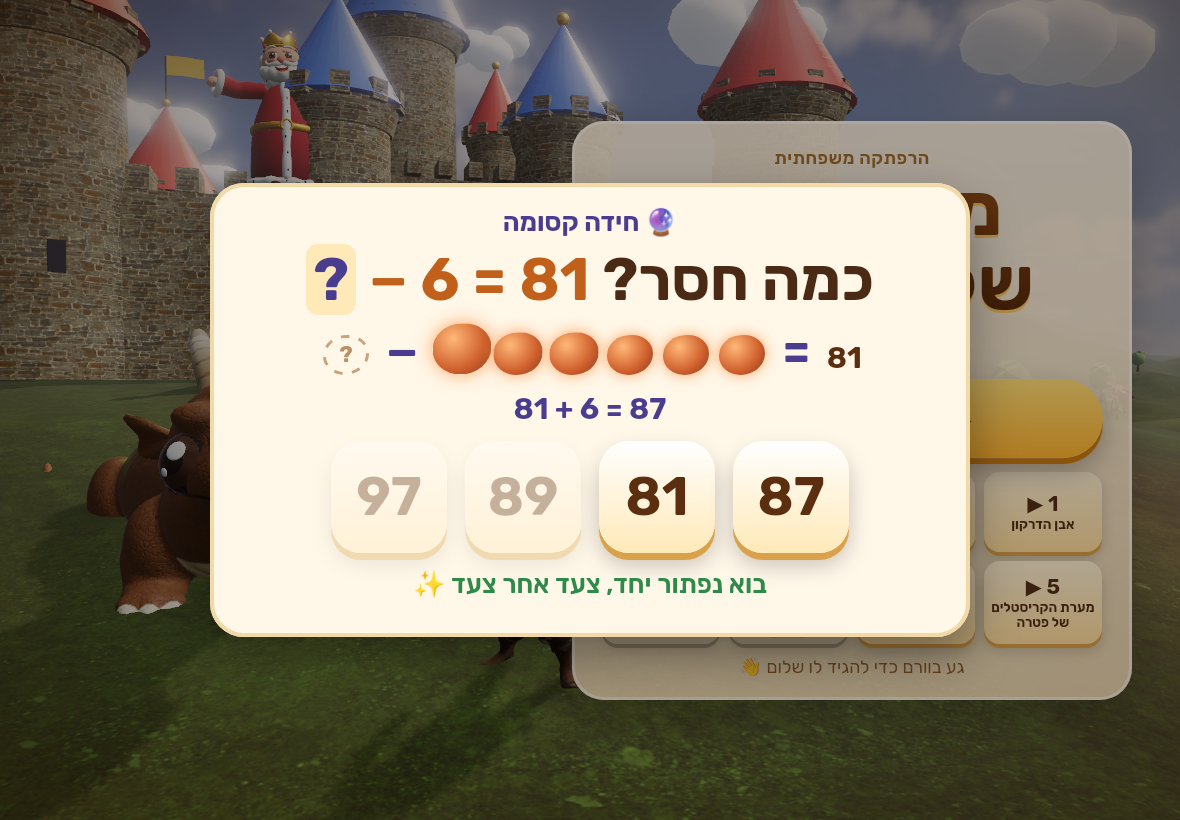 הרפתקה משפחתית
🔮 חידה קסומה
כמה חסר? ? − 6 = 81
? − = 81
81 + 6 = 87
97 89 81 87
בוא נפתור יחד, צעד אחר צעד ✨
▶ 1
אבן הדרקון
▶ 5
מערת הקריסטלים
של פטרה
גע בוורם כדי להגיד לו שלום 👋